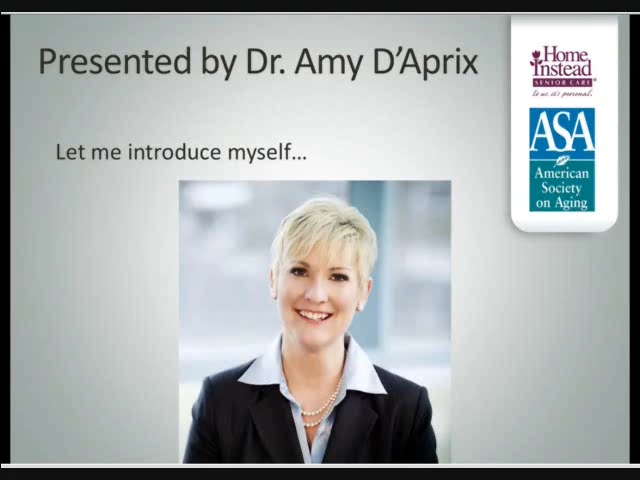 Presented by Dr. Amy D'Aprix
Let me introduce myself...
Home
Instead
SENIOR CARE
to us, it's personal.
ASA
American
Society
on Aging